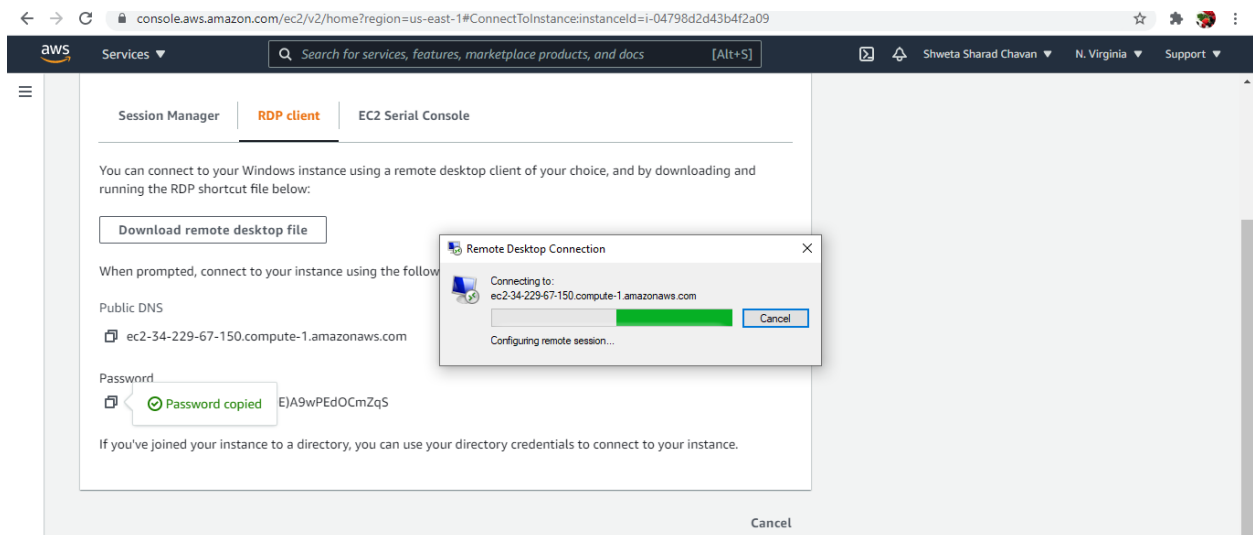 console.aws.amazon.com/ec2/v2/home?region=us-east-1#ConnectToInstance:instanceId=i-04798d2d43b4f2a09
aws
Services
Search for services, features, marketplace products, and docs
[Alt+S]
Shweta Sharad Chavan
N. Virginia
Support
Session Manager
RDP client
EC2 Serial Console
You can connect to your Windows instance using a remote desktop client of your choice, and by downloading and
running the RDP shortcut file below:
Download remote desktop file
When prompted, connect to your instance using the follow
Public DNS
ec2-34-229-67-150.compute-1.amazonaws.com
Password
Password copied
E)A9wPEdOCmZqS
If you've joined your instance to a directory, you can use your directory credentials to connect to your instance.
Cancel
Remote Desktop Connection
Connecting to:
ec2-34-229-67-150.compute-1.amazonaws.com
Cancel
Configuring remote session...